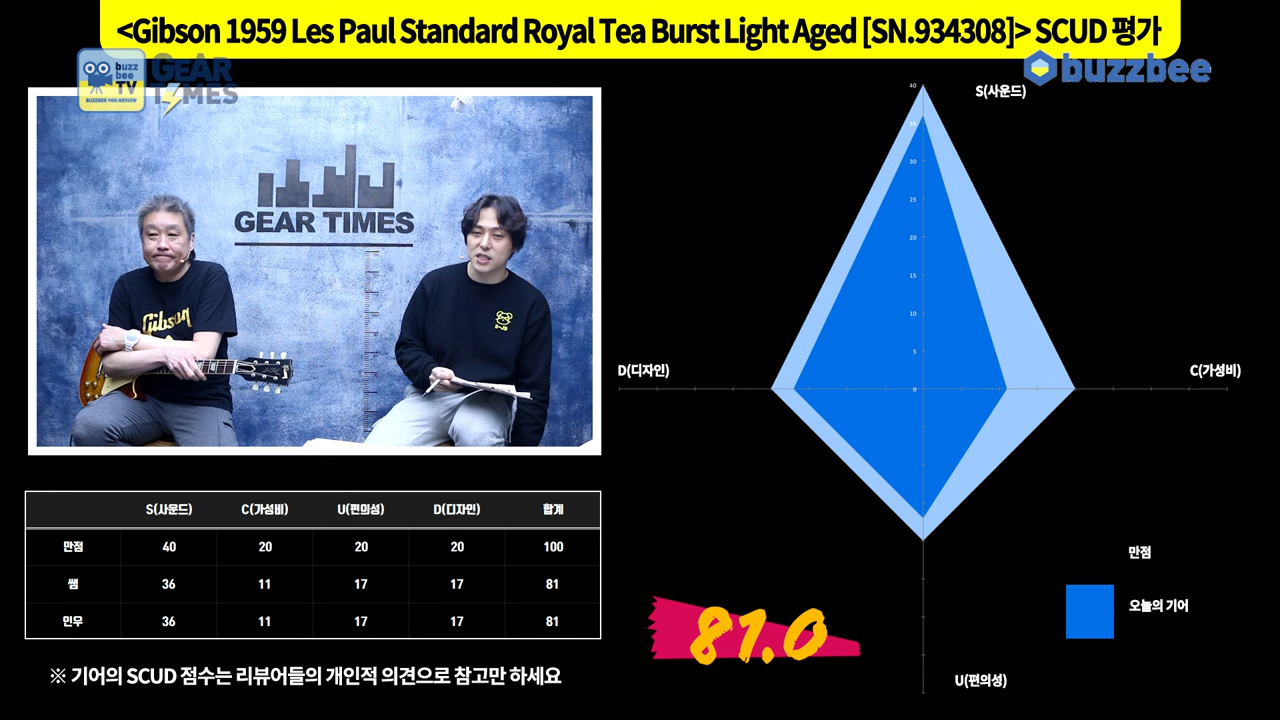 <Gibson 1959 Les Paul Standard Royal Tea Burst Light Aged [SN.934308]> SCUD 평가
buzz
bee
TV
BUZZBEE VOD REVIEW
GEAR
TIMES
buzzbee
GEAR TIMES
Gibson
S(사운드)
40
35
30
25
20
15
10
5
0
D(디자인)
C(가성비)
U(편의성)
만점
오늘의 기어
S(사운드) C(가성비) U(편의성) D(디자인) 합계
만점 40 20 20 20 100
쌤 36 11 17 17 81
민우 36 11 17 17 81
81.0
※ 기어의 SCUD 점수는 리뷰어들의 개인적 의견으로 참고만 하세요